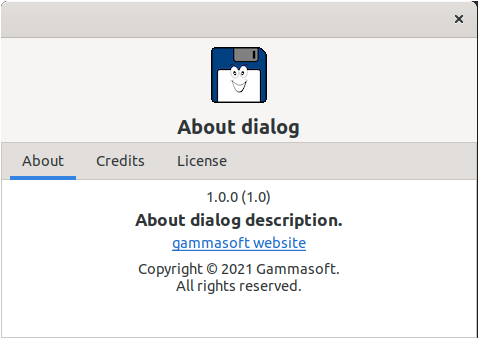 About dialog
About Credits License
1.0.0 (1.0)
About dialog description.
gammasoft website
Copyright © 2021 Gammasoft.
All rights reserved.